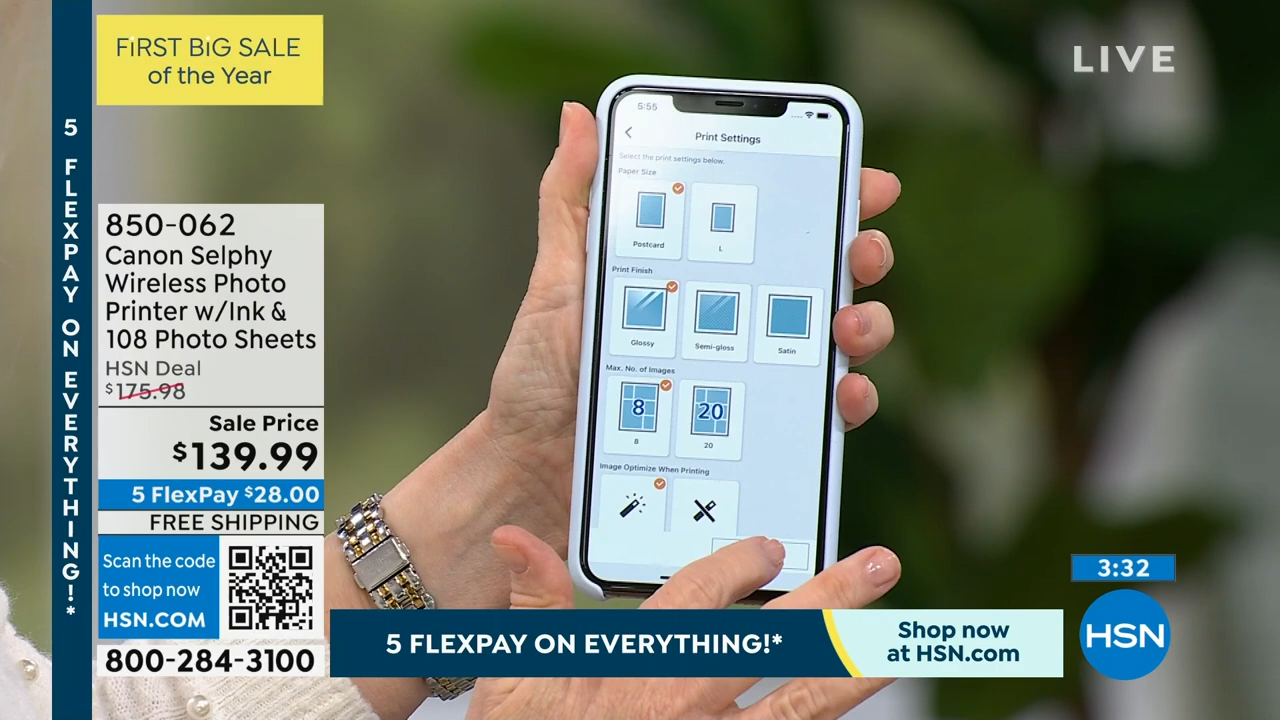 FiRST BiG SALE
of the Year
5 FLEXPAY ON EVERYTHING!*
850-062
Canon Selphy
Wireless Photo
Printer w/Ink &
108 Photo Sheets
HSN Deal
$175.98
Sale Price
$139.99
5 FlexPay $28.00
FREE SHIPPING
Scan the code
to shop now
HSN.COM
800-284-3100
5:55
Print Settings
Select the print settings below.
Paper Size
Postcard
L
Print Finish
Glossy
Semi-gloss
Satin
Max. No. of Images
8
20
8
20
Image Optimize When Printing
LIVE
3:32
HSN
5 FLEXPAY ON EVERYTHING!*
Shop now
at HSN.com